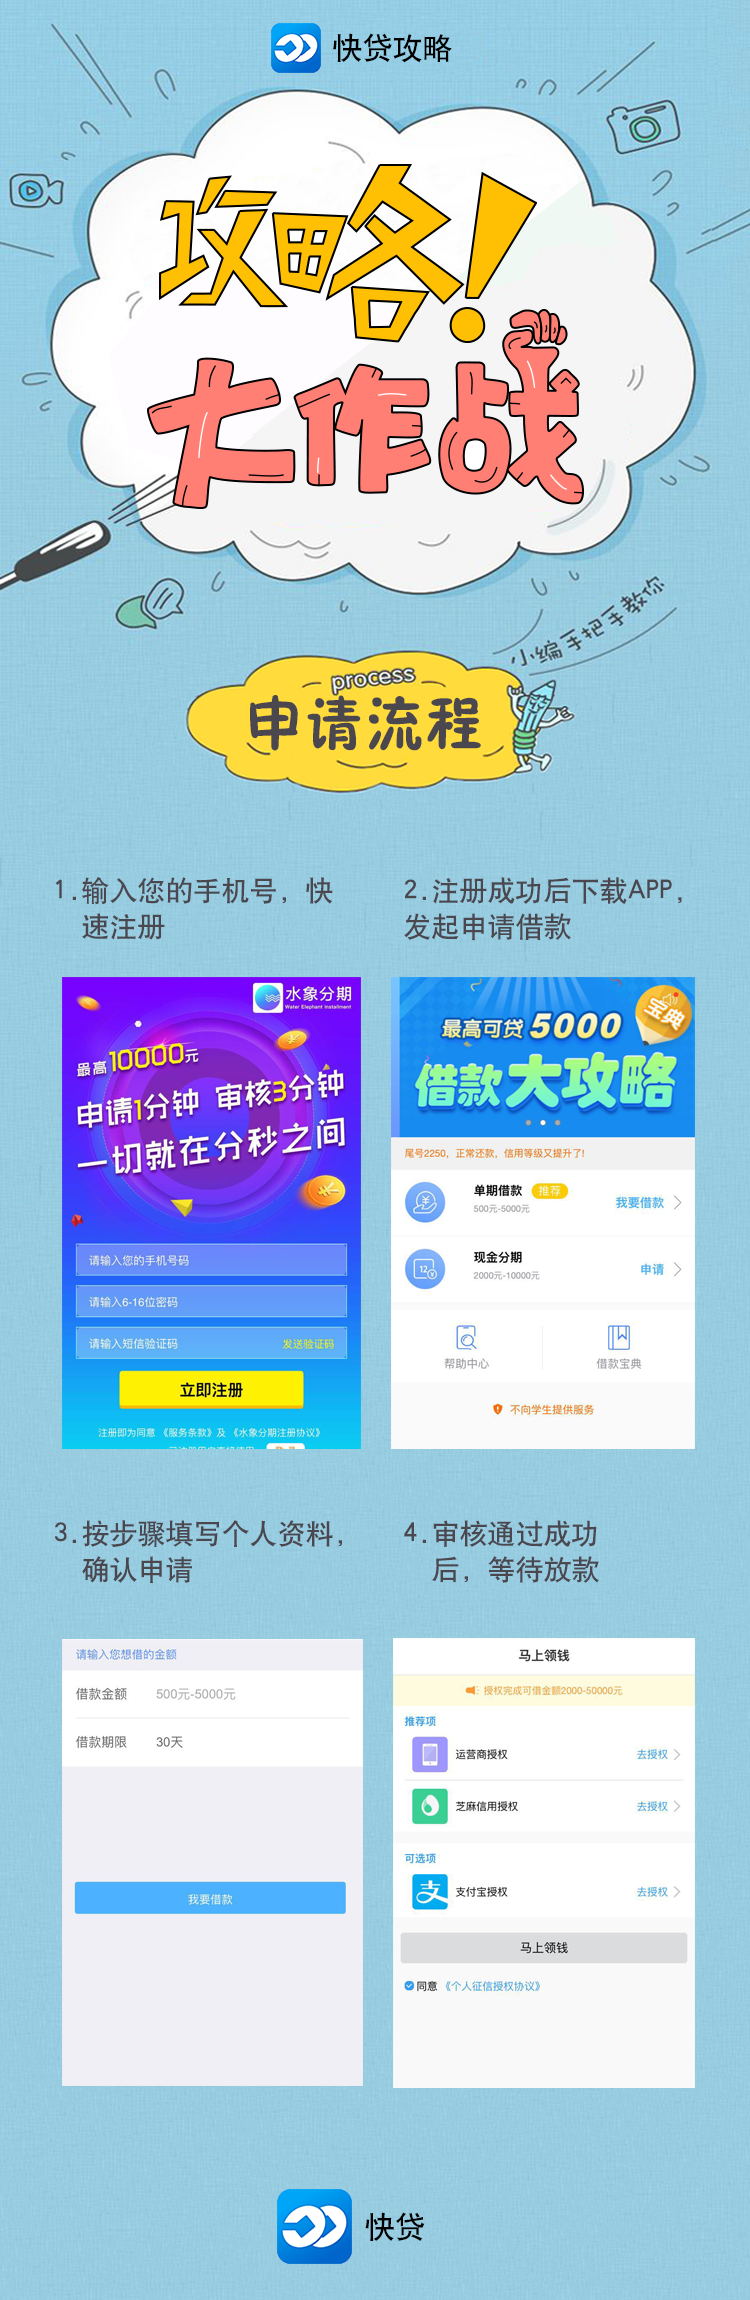 快贷攻略
攻略!
大作战
小编手把手教你
process
申请流程
1.输入您的手机号，快
速注册
2.注册成功后下载APP，
发起申请借款
水象分期
Water Elephant Installment
最高10000元
申请1分钟 审核3分钟
一切就在分秒之间
请输入您的手机号码
请输入6-16位密码
请输入短信验证码 发送验证码
立即注册
注册即为同意《服务条款》及《水象分期注册协议》
宝典
最高可贷5000
借款大攻略
尾号2250，正常还款，信用等级又提升了!
单期借款 推荐
500元-5000元
我要借款
现金分期
2000元-10000元
申请
帮助中心 借款宝典
不向学生提供服务
3.按步骤填写个人资料，
确认申请
4.审核通过成功
后，等待放款
请输入您想借的金额
借款金额 500元-5000元
借款期限 30天
我要借款
马上领钱
授权完成可借金额2000-50000元
推荐项
运营商授权 去授权
芝麻信用授权 去授权
可选项
支 支付宝授权 去授权
马上领钱
同意《个人征信授权协议》
快贷